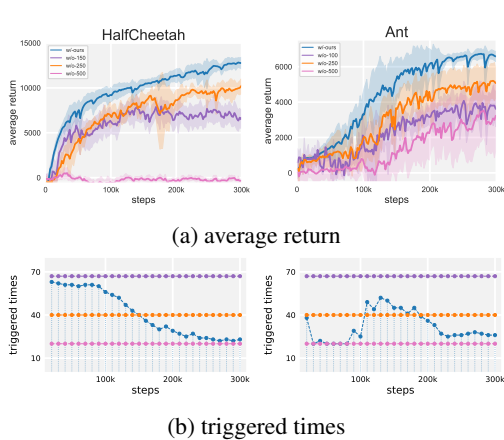 HalfCheetah
15000
10000
5000
0
average return
w/-ours
w/o-150
w/o-250
w/o-500
0
100k
200k
300k
steps
Ant
6000
4000
2000
0
average return
w/-ours
w/o-100
w/o-250
w/o-500
0
100k
200k
300k
steps
(a) average return
70
40
10
triggered times
100k
200k
300k
steps
70
40
10
triggered times
100k
200k
300k
steps
(b) triggered times